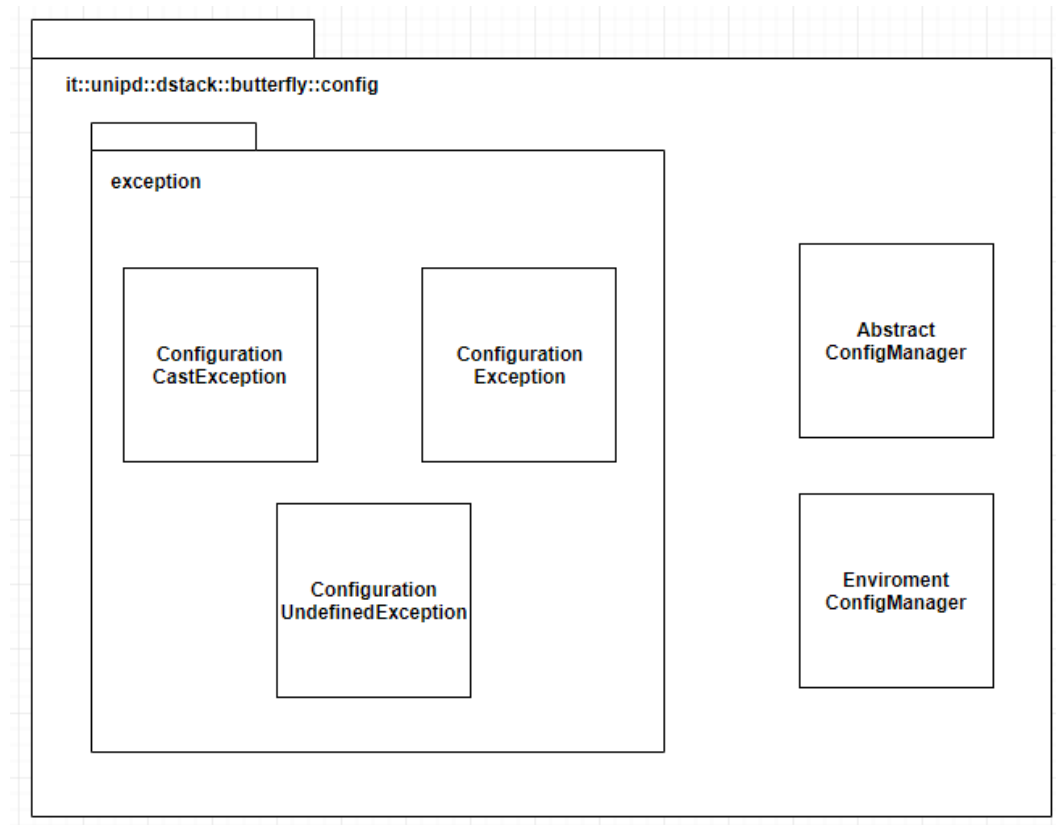 it::unipd::dstack::butterfly::config
exception
Configuration
CastException
Configuration
Exception
Configuration
UndefinedException
Abstract
ConfigManager
Enviroment
ConfigManager